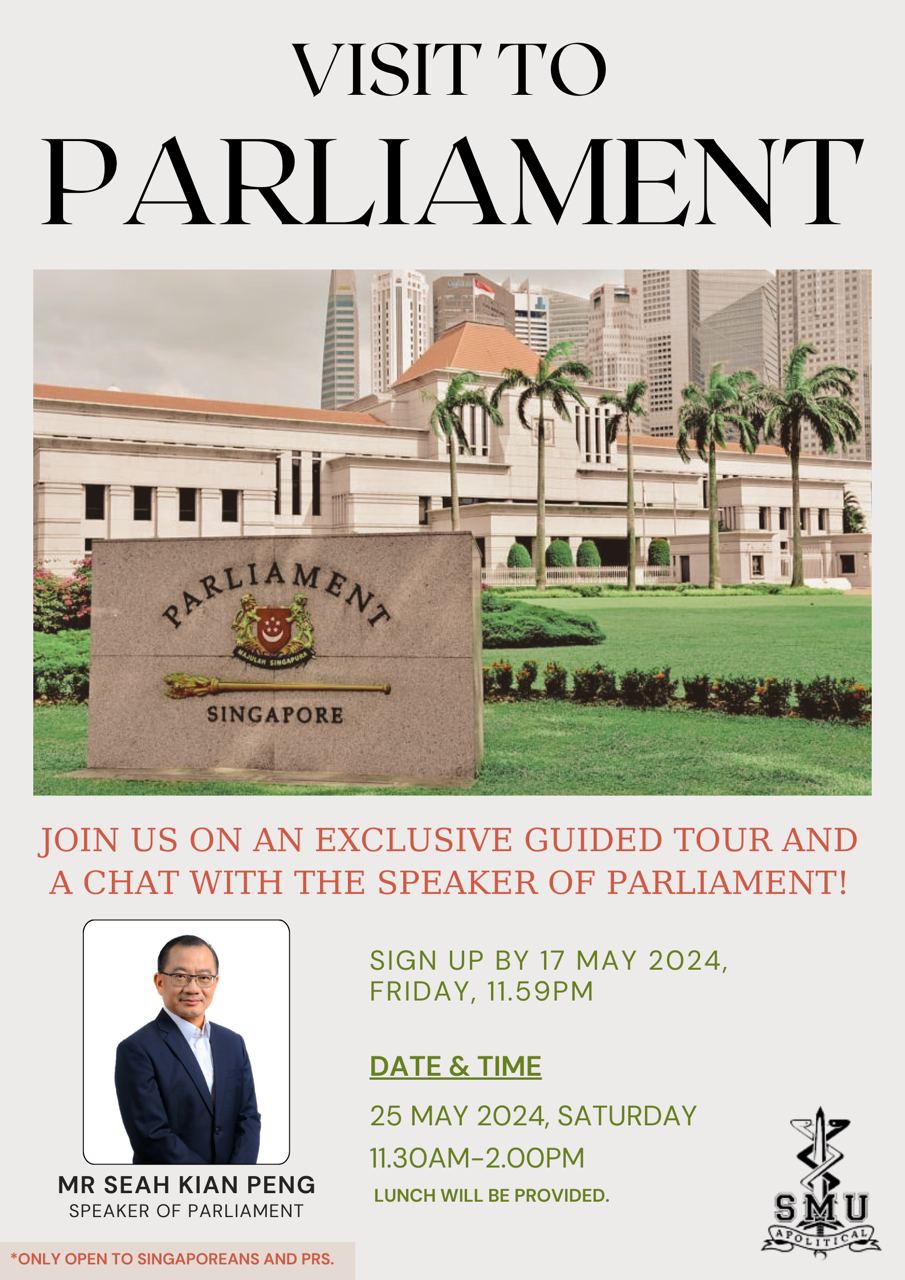 VISIT TO
PARLIAMENT
PARLIAMENT
MAJULAH SINGAPURA
SINGAPORE
JOIN US ON AN EXCLUSIVE GUIDED TOUR AND
A CHAT WITH THE SPEAKER OF PARLIAMENT!
SIGN UP BY 17 MAY 2024,
FRIDAY, 11.59PM
DATE & TIME
25 MAY 2024, SATURDAY
11.30AM-2.00PM
LUNCH WILL BE PROVIDED.
MR SEAH KIAN PENG
SPEAKER OF PARLIAMENT
SMU
APOLITICAL
*ONLY OPEN TO SINGAPOREANS AND PRS.